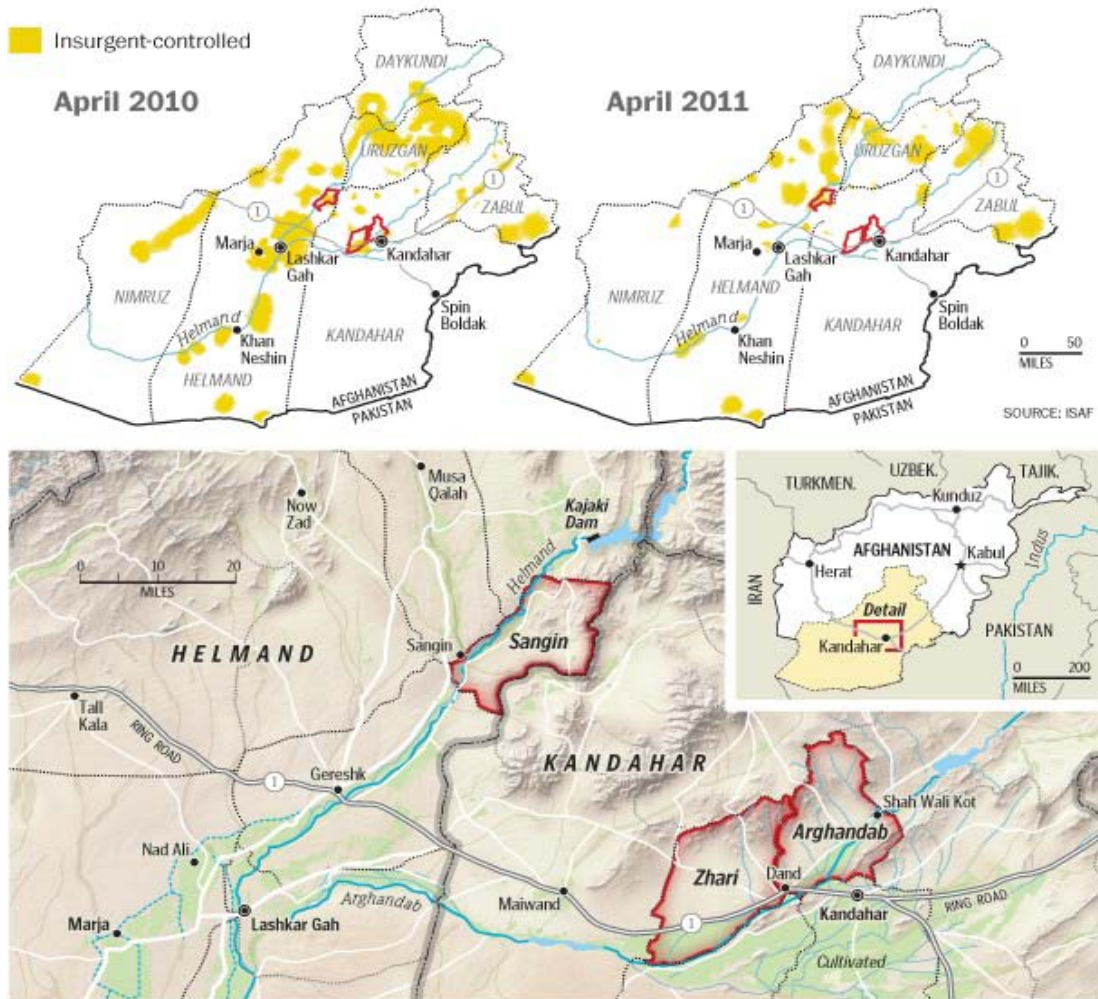 Insurgent-controlled
April 2010
DAYKUNDI
URUZGAN
1
ZABUL
Marja
Lashkar
Gah
Kandahar
NIMRUZ
Helmand
Khan
Neshin
KANDAHAR
Spin
Boldak
HELMAND
AFGHANISTAN
PAKISTAN
April 2011
DAYKUNDI
URUZGAN
1
1
ZABUL
Marja
Lashkar
Gah
Kandahar
HELMAND
NIMRUZ
Helmand
Khan
Neshin
KANDAHAR
Spin
Boldak
AFGHANISTAN
PAKISTAN
0 50
MILES
SOURCE: ISAF
1
Musa
Qalah
Now
Zad
Kajaki
Dam
0 10 20
MILES
Helmand
HELMAND
Sangin
Sangin
Tall
Kala
RING ROAD
1
Gereshk
KANDAHAR
Shah Wali Kot
Arghandab
Zhari
Nad Ali
Dand
Maiwand
Arghandab
1
Kandahar
RING ROAD
Marja
Lashkar Gah
Cultivated
TURKMEN.
UZBEK.
TAJIK.
Kunduz
AFGHANISTAN
Kabul
Indus
Herat
IRAN
Detail
Kandahar
PAKISTAN
0 200
MILES